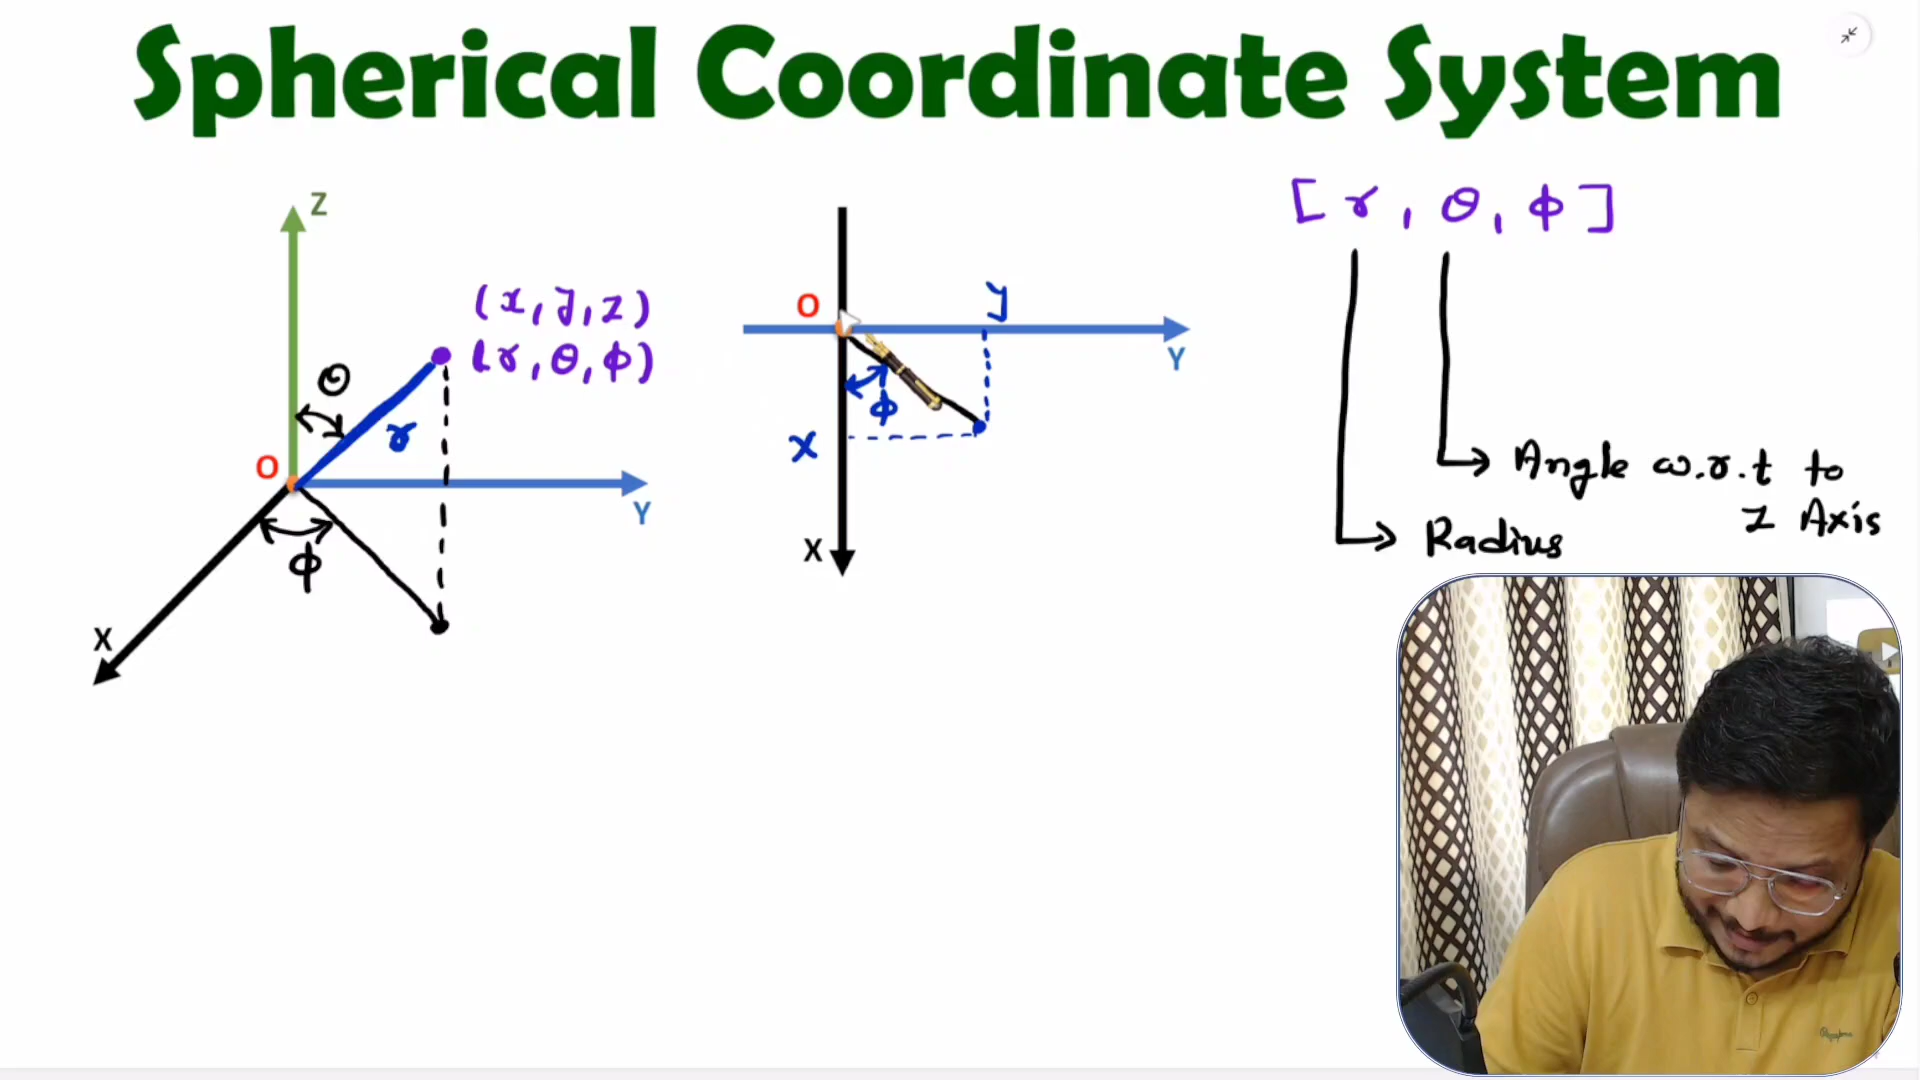 Spherical Coordinate System
Z
(x, y, z)
(r, θ, ϕ)
θ
r
O
Y
ϕ
X
O
y
Y
ϕ
x
X
[r, θ, ϕ]
Angle w.r.t to
Z Axis
Radius